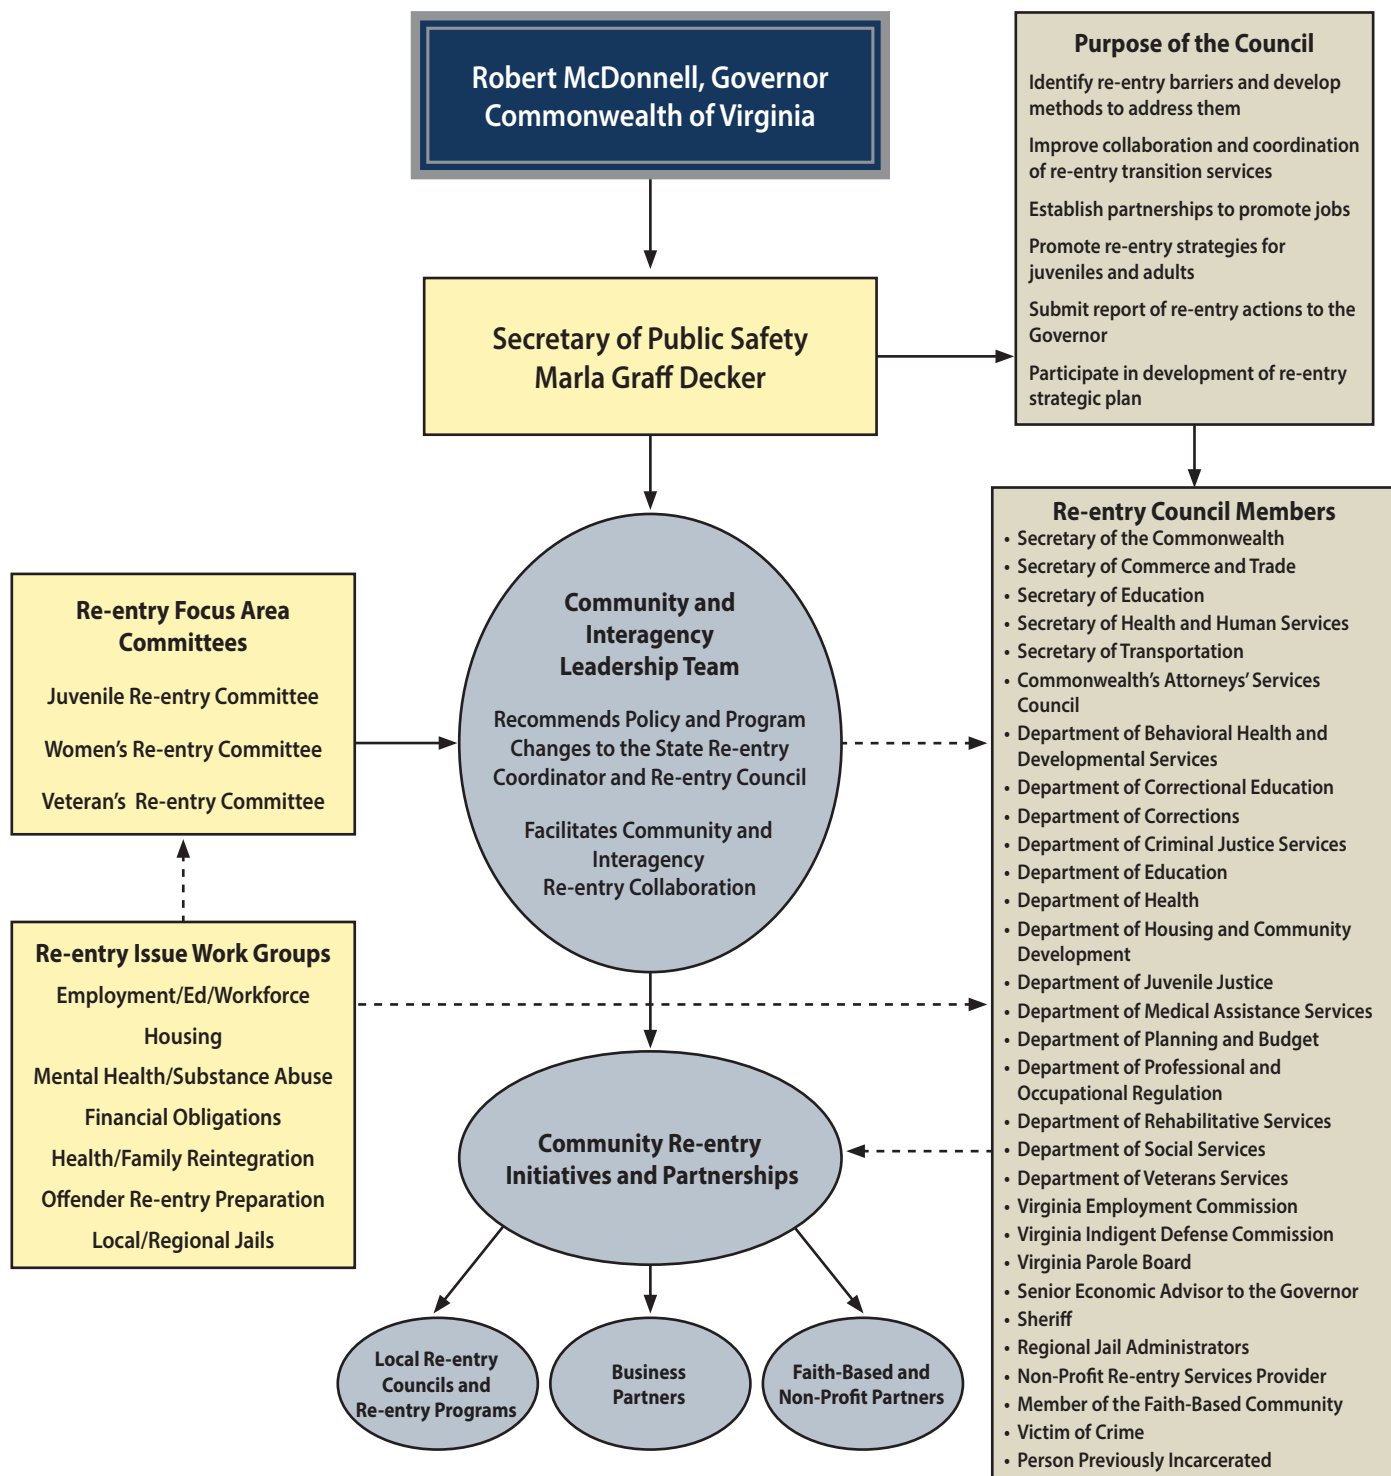 Robert McDonnell, Governor
Commonwealth of Virginia
Purpose of the Council
Identify re-entry barriers and develop
methods to address them
Improve collaboration and coordination
of re-entry transition services
Establish partnerships to promote jobs
Promote re-entry strategies for
juveniles and adults
Submit report of re-entry actions to the
Governor
Participate in development of re-entry
strategic plan
Secretary of Public Safety
Marla Graff Decker
Re-entry Council Members
• Secretary of the Commonwealth
• Secretary of Commerce and Trade
• Secretary of Education
• Secretary of Health and Human Services
• Secretary of Transportation
• Commonwealth's Attorneys' Services
Council
• Department of Behavioral Health and
Developmental Services
• Department of Correctional Education
• Department of Corrections
• Department of Criminal Justice Services
• Department of Education
• Department of Health
• Department of Housing and Community
Development
• Department of Juvenile Justice
• Department of Medical Assistance Services
• Department of Planning and Budget
• Department of Professional and
Occupational Regulation
• Department of Rehabilitative Services
• Department of Social Services
• Department of Veterans Services
• Virginia Employment Commission
• Virginia Indigent Defense Commission
• Virginia Parole Board
• Senior Economic Advisor to the Governor
• Sheriff
• Regional Jail Administrators
• Non-Profit Re-entry Services Provider
• Member of the Faith-Based Community
• Victim of Crime
• Person Previously Incarcerated
Community and
Interagency
Leadership Team
Recommends Policy and Program
Changes to the State Re-entry
Coordinator and Re-entry Council
Facilitates Community and
Interagency
Re-entry Collaboration
Re-entry Focus Area
Committees
Juvenile Re-entry Committee
Women's Re-entry Committee
Veteran's Re-entry Committee
Re-entry Issue Work Groups
Employment/Ed/Workforce
Housing
Mental Health/Substance Abuse
Financial Obligations
Health/Family Reintegration
Offender Re-entry Preparation
Local/Regional Jails
Community Re-entry
Initiatives and Partnerships
Local Re-entry
Councils and
Re-entry Programs
Business
Partners
Faith-Based and
Non-Profit Partners